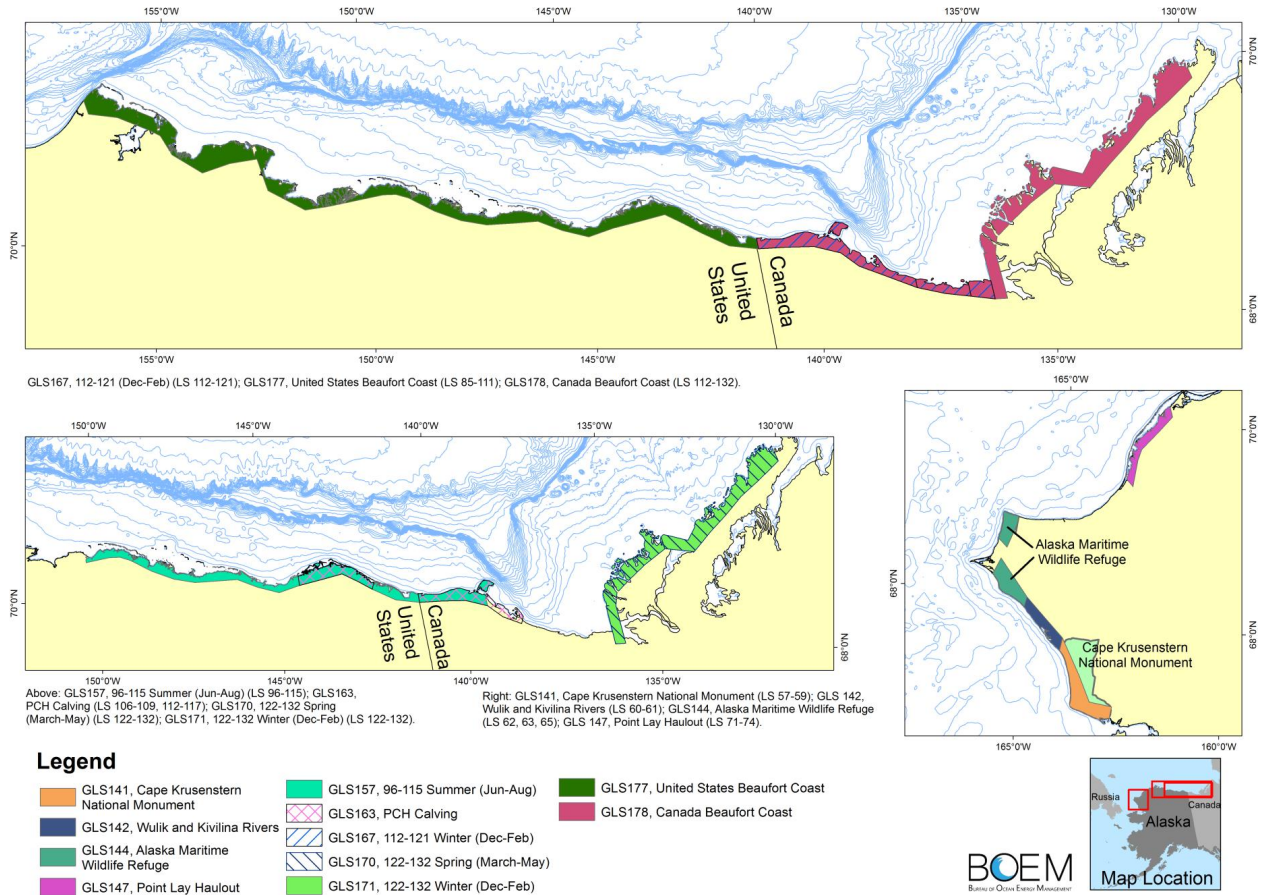 155°0'W 150°0'W 145°0'W 140°0'W 135°0'W 130°0'W
70°0'N
70°0'N
68°0'N
United
States
Canada
155°0'W 150°0'W 145°0'W 140°0'W 135°0'W
GLS167, 112-121 (Dec-Feb) (LS 112-121); GLS177, United States Beaufort Coast (LS 85-111); GLS178, Canada Beaufort Coast (LS 112-132).
150°0'W 145°0'W 140°0'W 135°0'W 130°0'W
70°0'N
68°0'N
United
States
Canada
150°0'W 145°0'W 140°0'W 135°0'W
Above: GLS157, 96-115 Summer (Jun-Aug) (LS 96-115); GLS163,
PCH Calving (LS 106-109, 112-117); GLS170, 122-132 Spring
(March-May) (LS 122-132); GLS171, 122-132 Winter (Dec-Feb) (LS 122-132).
165°0'W
70°0'N
68°0'N
68°0'N
Alaska Maritime
Wildlife Refuge
Cape Krusenstern
National Monument
165°0'W 160°0'W
Right: GLS141, Cape Krusenstern National Monument (LS 57-59); GLS 142,
Wulik and Kivilina Rivers (LS 60-61); GLS144, Alaska Maritime Wildlife Refuge
(LS 62, 63, 65); GLS 147, Point Lay Haulout (LS 71-74).
Legend
GLS141, Cape Krusenstern
National Monument
GLS142, Wulik and Kivilina Rivers
GLS144, Alaska Maritime
Wildlife Refuge
GLS147, Point Lay Haulout
GLS157, 96-115 Summer (Jun-Aug)
GLS163, PCH Calving
GLS167, 112-121 Winter (Dec-Feb)
GLS170, 122-132 Spring (March-May)
GLS171, 122-132 Winter (Dec-Feb)
GLS177, United States Beaufort Coast
GLS178, Canada Beaufort Coast
BOEM
BUREAU OF OCEAN ENERGY MANAGEMENT
Russia
Canada
Alaska
Map Location